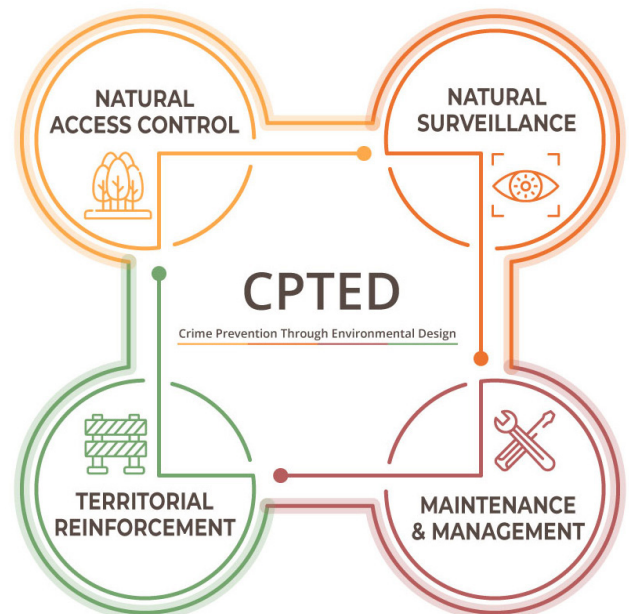 NATURAL
ACCESS CONTROL
NATURAL
SURVEILLANCE
CPTED
Crime Prevention Through Environmental Design
TERRITORIAL
REINFORCEMENT
MAINTENANCE
& MANAGEMENT